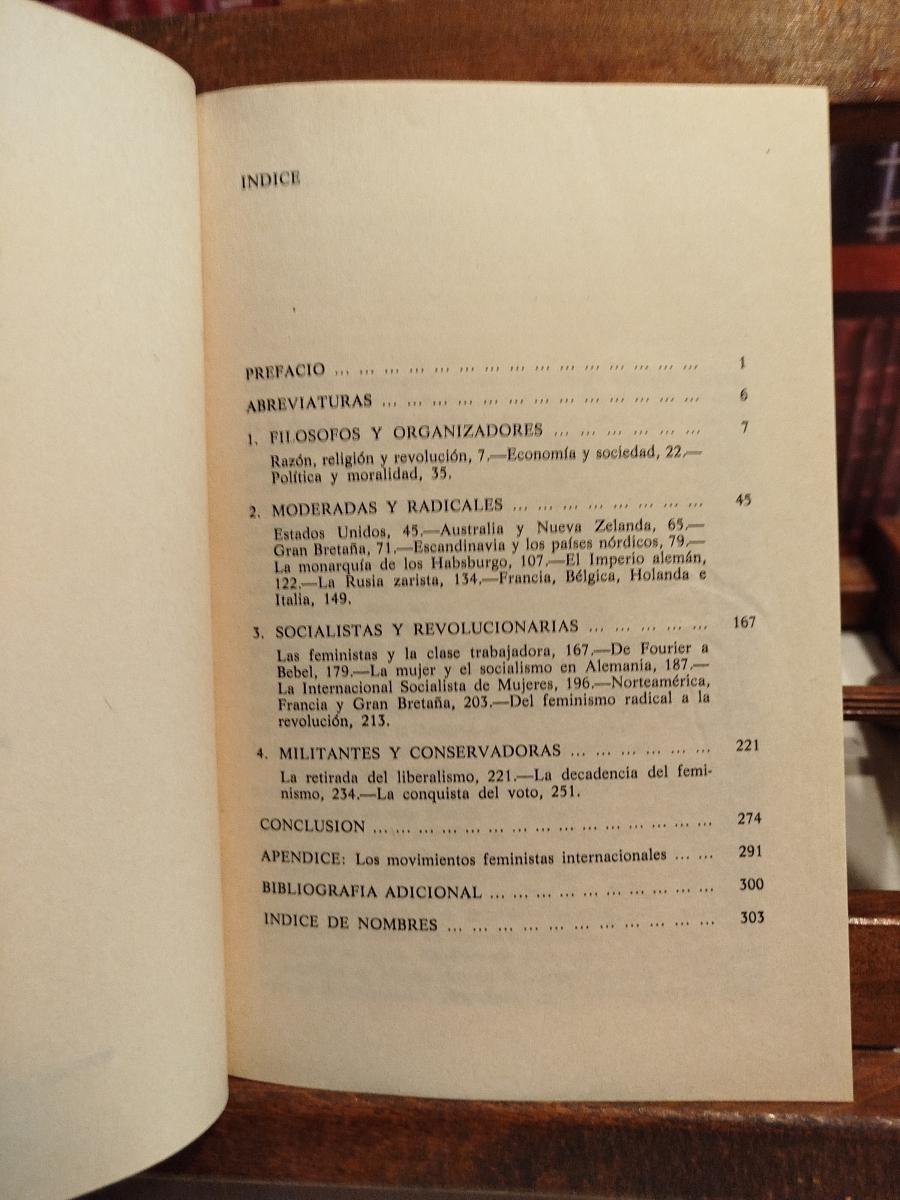 INDICE
PREFACIO ... ... ... ... ... ... ... ... ... ... ... ... ... ... ... 1
ABREVIATURAS ... ... ... ... ... ... ... ... ... ... ... ... ... 6
1. FILOSOFOS Y ORGANIZADORES ... ... ... ... ... ... 7
Razón, religión y revolución, 7.—Economía y sociedad, 22.—
Política y moralidad, 35.
2. MODERADAS Y RADICALES ... ... ... ... ... ... ... ... 45
Estados Unidos, 45.—Australia y Nueva Zelanda, 65.—
Gran Bretaña, 71.—Escandinavia y los países nórdicos, 79.—
La monarquía de los Habsburgo, 107.—El Imperio alemán,
122.—La Rusia zarista, 134.—Francia, Bélgica, Holanda e
Italia, 149.
3. SOCIALISTAS Y REVOLUCIONARIAS ... ... ... ... ... 167
Las feministas y la clase trabajadora, 167.—De Fourier a
Bebel, 179.—La mujer y el socialismo en Alemania, 187.—
La Internacional Socialista de Mujeres, 196.—Norteamérica,
Francia y Gran Bretaña, 203.—Del feminismo radical a la
revolución, 213.
4. MILITANTES Y CONSERVADORAS ... ... ... ... ... ... 221
La retirada del liberalismo, 221.—La decadencia del femi-
nismo, 234.—La conquista del voto, 251.
CONCLUSION ... ... ... ... ... ... ... ... ... ... ... ... ... ... 274
APENDICE: Los movimientos feministas internacionales ... ... 291
BIBLIOGRAFIA ADICIONAL ... ... ... ... ... ... ... ... ... 300
INDICE DE NOMBRES ... ... ... ... ... ... ... ... ... ... ... 303